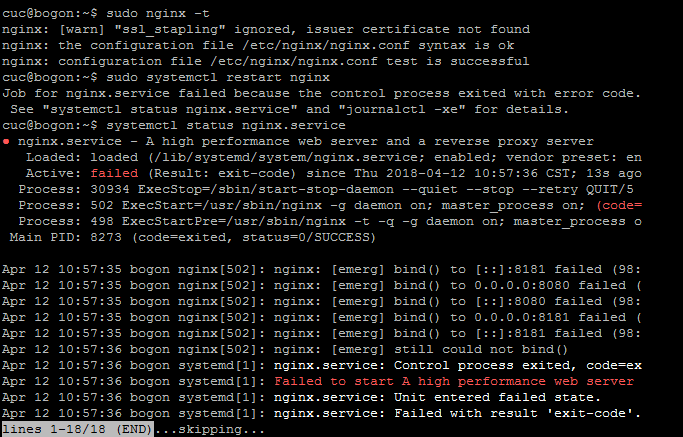 cuc@bogon:~$ sudo nginx -t
nginx: [warn] "ssl_stapling" ignored, issuer certificate not found
nginx: the configuration file /etc/nginx/nginx.conf syntax is ok
nginx: configuration file /etc/nginx/nginx.conf test is successful
cuc@bogon:~$ sudo systemctl restart nginx
Job for nginx.service failed because the control process exited with error code.
 See "systemctl status nginx.service" and "journalctl -xe" for details.
cuc@bogon:~$ systemctl status nginx.service
● nginx.service - A high performance web server and a reverse proxy server
   Loaded: loaded (/lib/systemd/system/nginx.service; enabled; vendor preset: en
   Active: failed (Result: exit-code) since Thu 2018-04-12 10:57:36 CST; 13s ago
  Process: 30934 ExecStop=/sbin/start-stop-daemon --quiet --stop --retry QUIT/5
  Process: 502 ExecStart=/usr/sbin/nginx -g daemon on; master_process on; (code=
  Process: 498 ExecStartPre=/usr/sbin/nginx -t -q -g daemon on; master_process o
 Main PID: 8273 (code=exited, status=0/SUCCESS)

Apr 12 10:57:35 bogon nginx[502]: nginx: [emerg] bind() to [::]:8181 failed (98:
Apr 12 10:57:35 bogon nginx[502]: nginx: [emerg] bind() to 0.0.0.0:8080 failed (
Apr 12 10:57:35 bogon nginx[502]: nginx: [emerg] bind() to [::]:8080 failed (98:
Apr 12 10:57:35 bogon nginx[502]: nginx: [emerg] bind() to 0.0.0.0:8181 failed (
Apr 12 10:57:35 bogon nginx[502]: nginx: [emerg] bind() to [::]:8181 failed (98:
Apr 12 10:57:36 bogon nginx[502]: nginx: [emerg] still could not bind()
Apr 12 10:57:36 bogon systemd[1]: nginx.service: Control process exited, code=ex
Apr 12 10:57:36 bogon systemd[1]: Failed to start A high performance web server
Apr 12 10:57:36 bogon systemd[1]: nginx.service: Unit entered failed state.
Apr 12 10:57:36 bogon systemd[1]: nginx.service: Failed with result 'exit-code'.
lines 1-18/18 (END)...skipping...